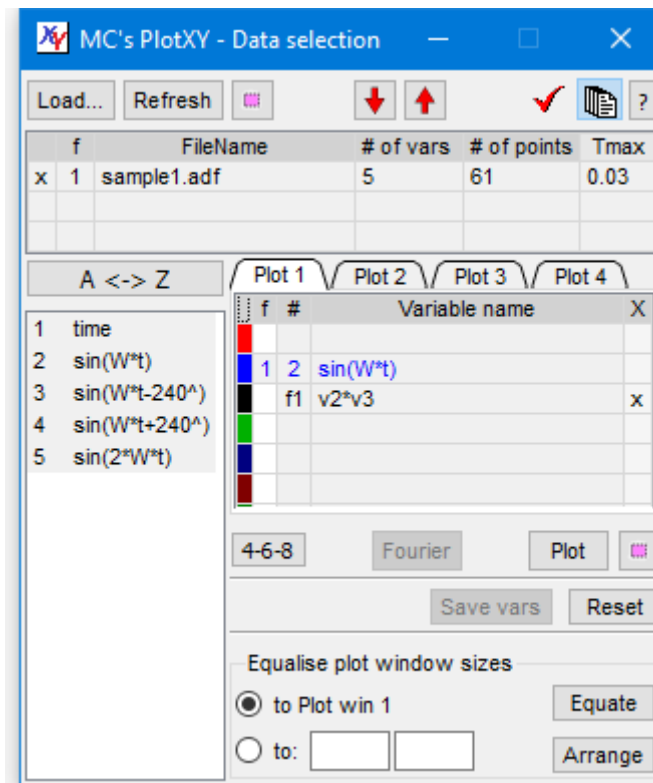 MC's PlotXY - Data selection
Load... Refresh ?
f FileName # of vars # of points Tmax
x 1 sample1.adf 5 61 0.03
A <-> Z
Plot 1 Plot 2 Plot 3 Plot 4
f # Variable name X
1 time
2 sin(W*t)
3 sin(W*t-240^)
4 sin(W*t+240^)
5 sin(2*W*t)
1 2 sin(W*t)
f1 v2*v3 x
4-6-8 Fourier Plot
Save vars Reset
Equalise plot window sizes
to Plot win 1 Equate
to: Arrange